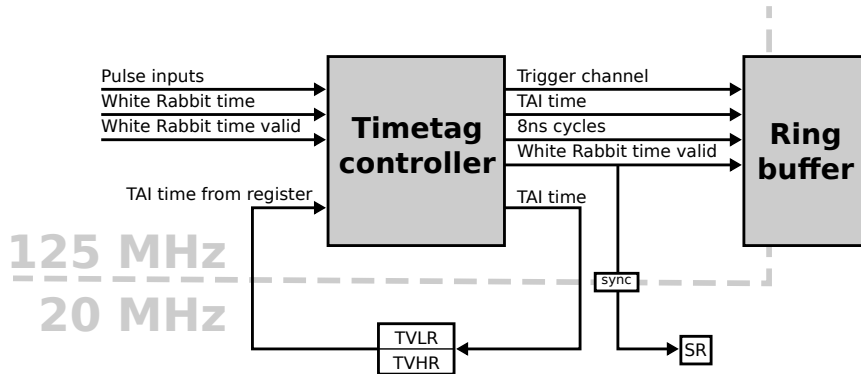 Pulse inputs
White Rabbit time
White Rabbit time valid
TAI time from register
Timetag
controller
Trigger channel
TAI time
8ns cycles
White Rabbit time valid
TAI time
Ring
buffer
125 MHz
20 MHz
sync
TVLR
TVHR
SR